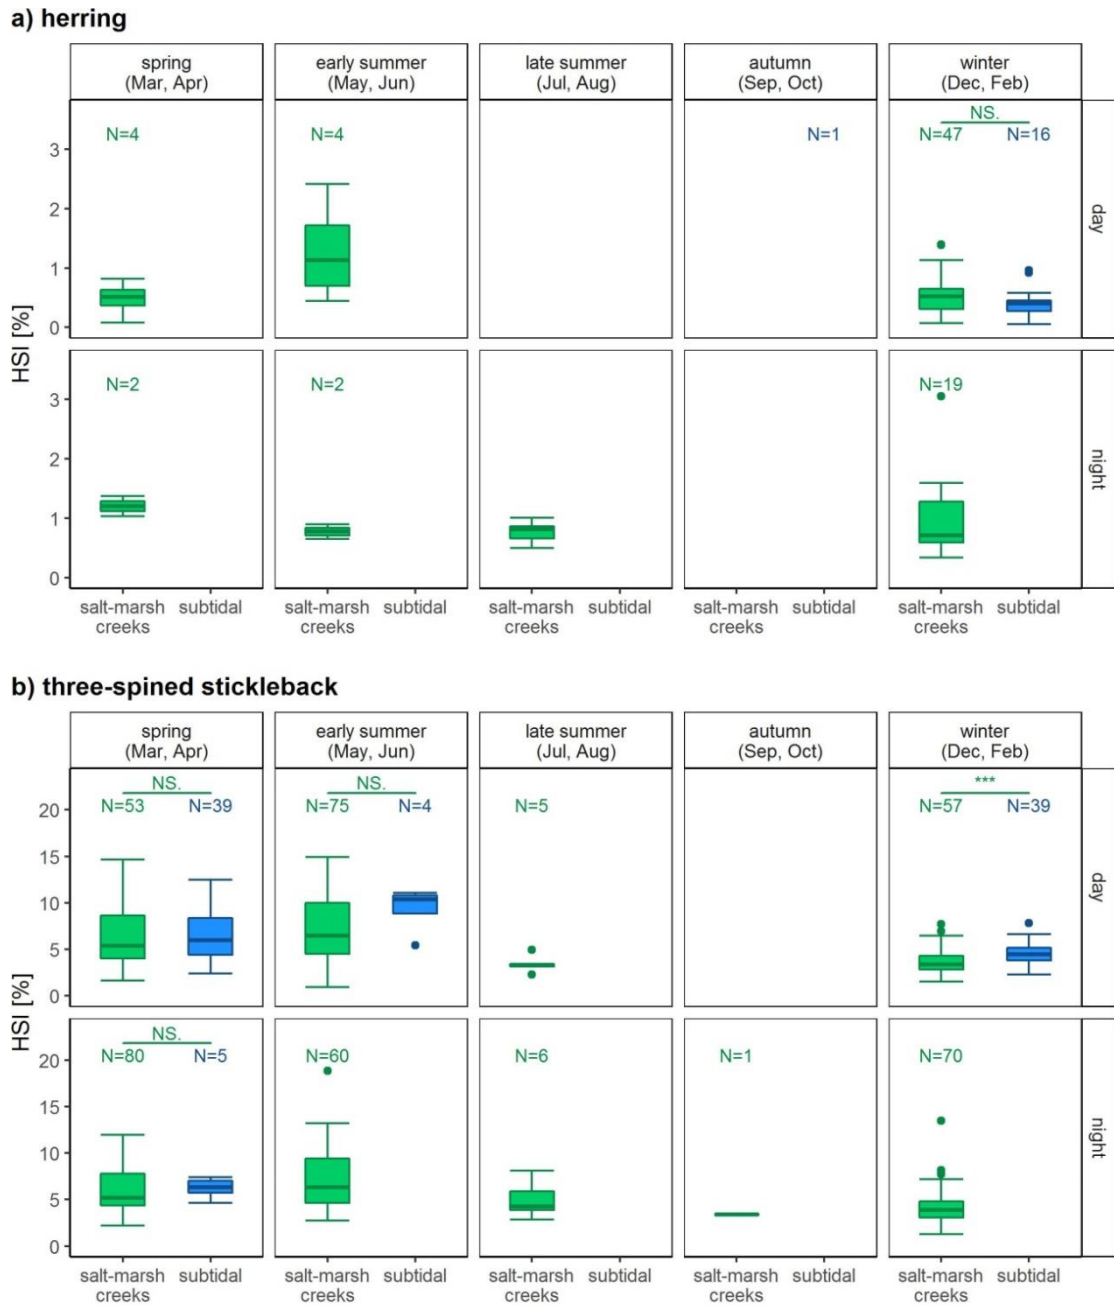 a) herring
spring
(Mar, Apr)
early summer
(May, Jun)
late summer
(Jul, Aug)
autumn
(Sep, Oct)
winter
(Dec, Feb)
N=4
N=4
N=1
NS.
N=47
N=16
day
3
2
1
0
HSI [%]
N=2
N=2
N=19
night
3
2
1
0
salt-marsh
creeks
subtidal
salt-marsh
creeks
subtidal
salt-marsh
creeks
subtidal
salt-marsh
creeks
subtidal
salt-marsh
creeks
subtidal
b) three-spined stickleback
spring
(Mar, Apr)
early summer
(May, Jun)
late summer
(Jul, Aug)
autumn
(Sep, Oct)
winter
(Dec, Feb)
NS.
N=53
N=39
NS.
N=75
N=4
N=5
***
N=57
N=39
day
20
15
10
5
0
HSI [%]
NS.
N=80
N=5
N=60
N=6
N=1
N=70
night
20
15
10
5
0
salt-marsh
creeks
subtidal
salt-marsh
creeks
subtidal
salt-marsh
creeks
subtidal
salt-marsh
creeks
subtidal
salt-marsh
creeks
subtidal